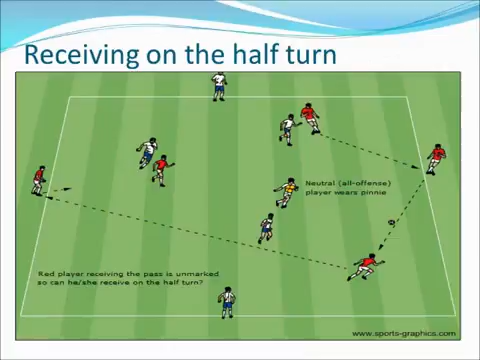 Receiving on the half turn
Neutral (all-offense)
player wears pinnie
Red player receiving the pass is unmarked
so can he/she receive on the half turn?
www.sports-graphics.com